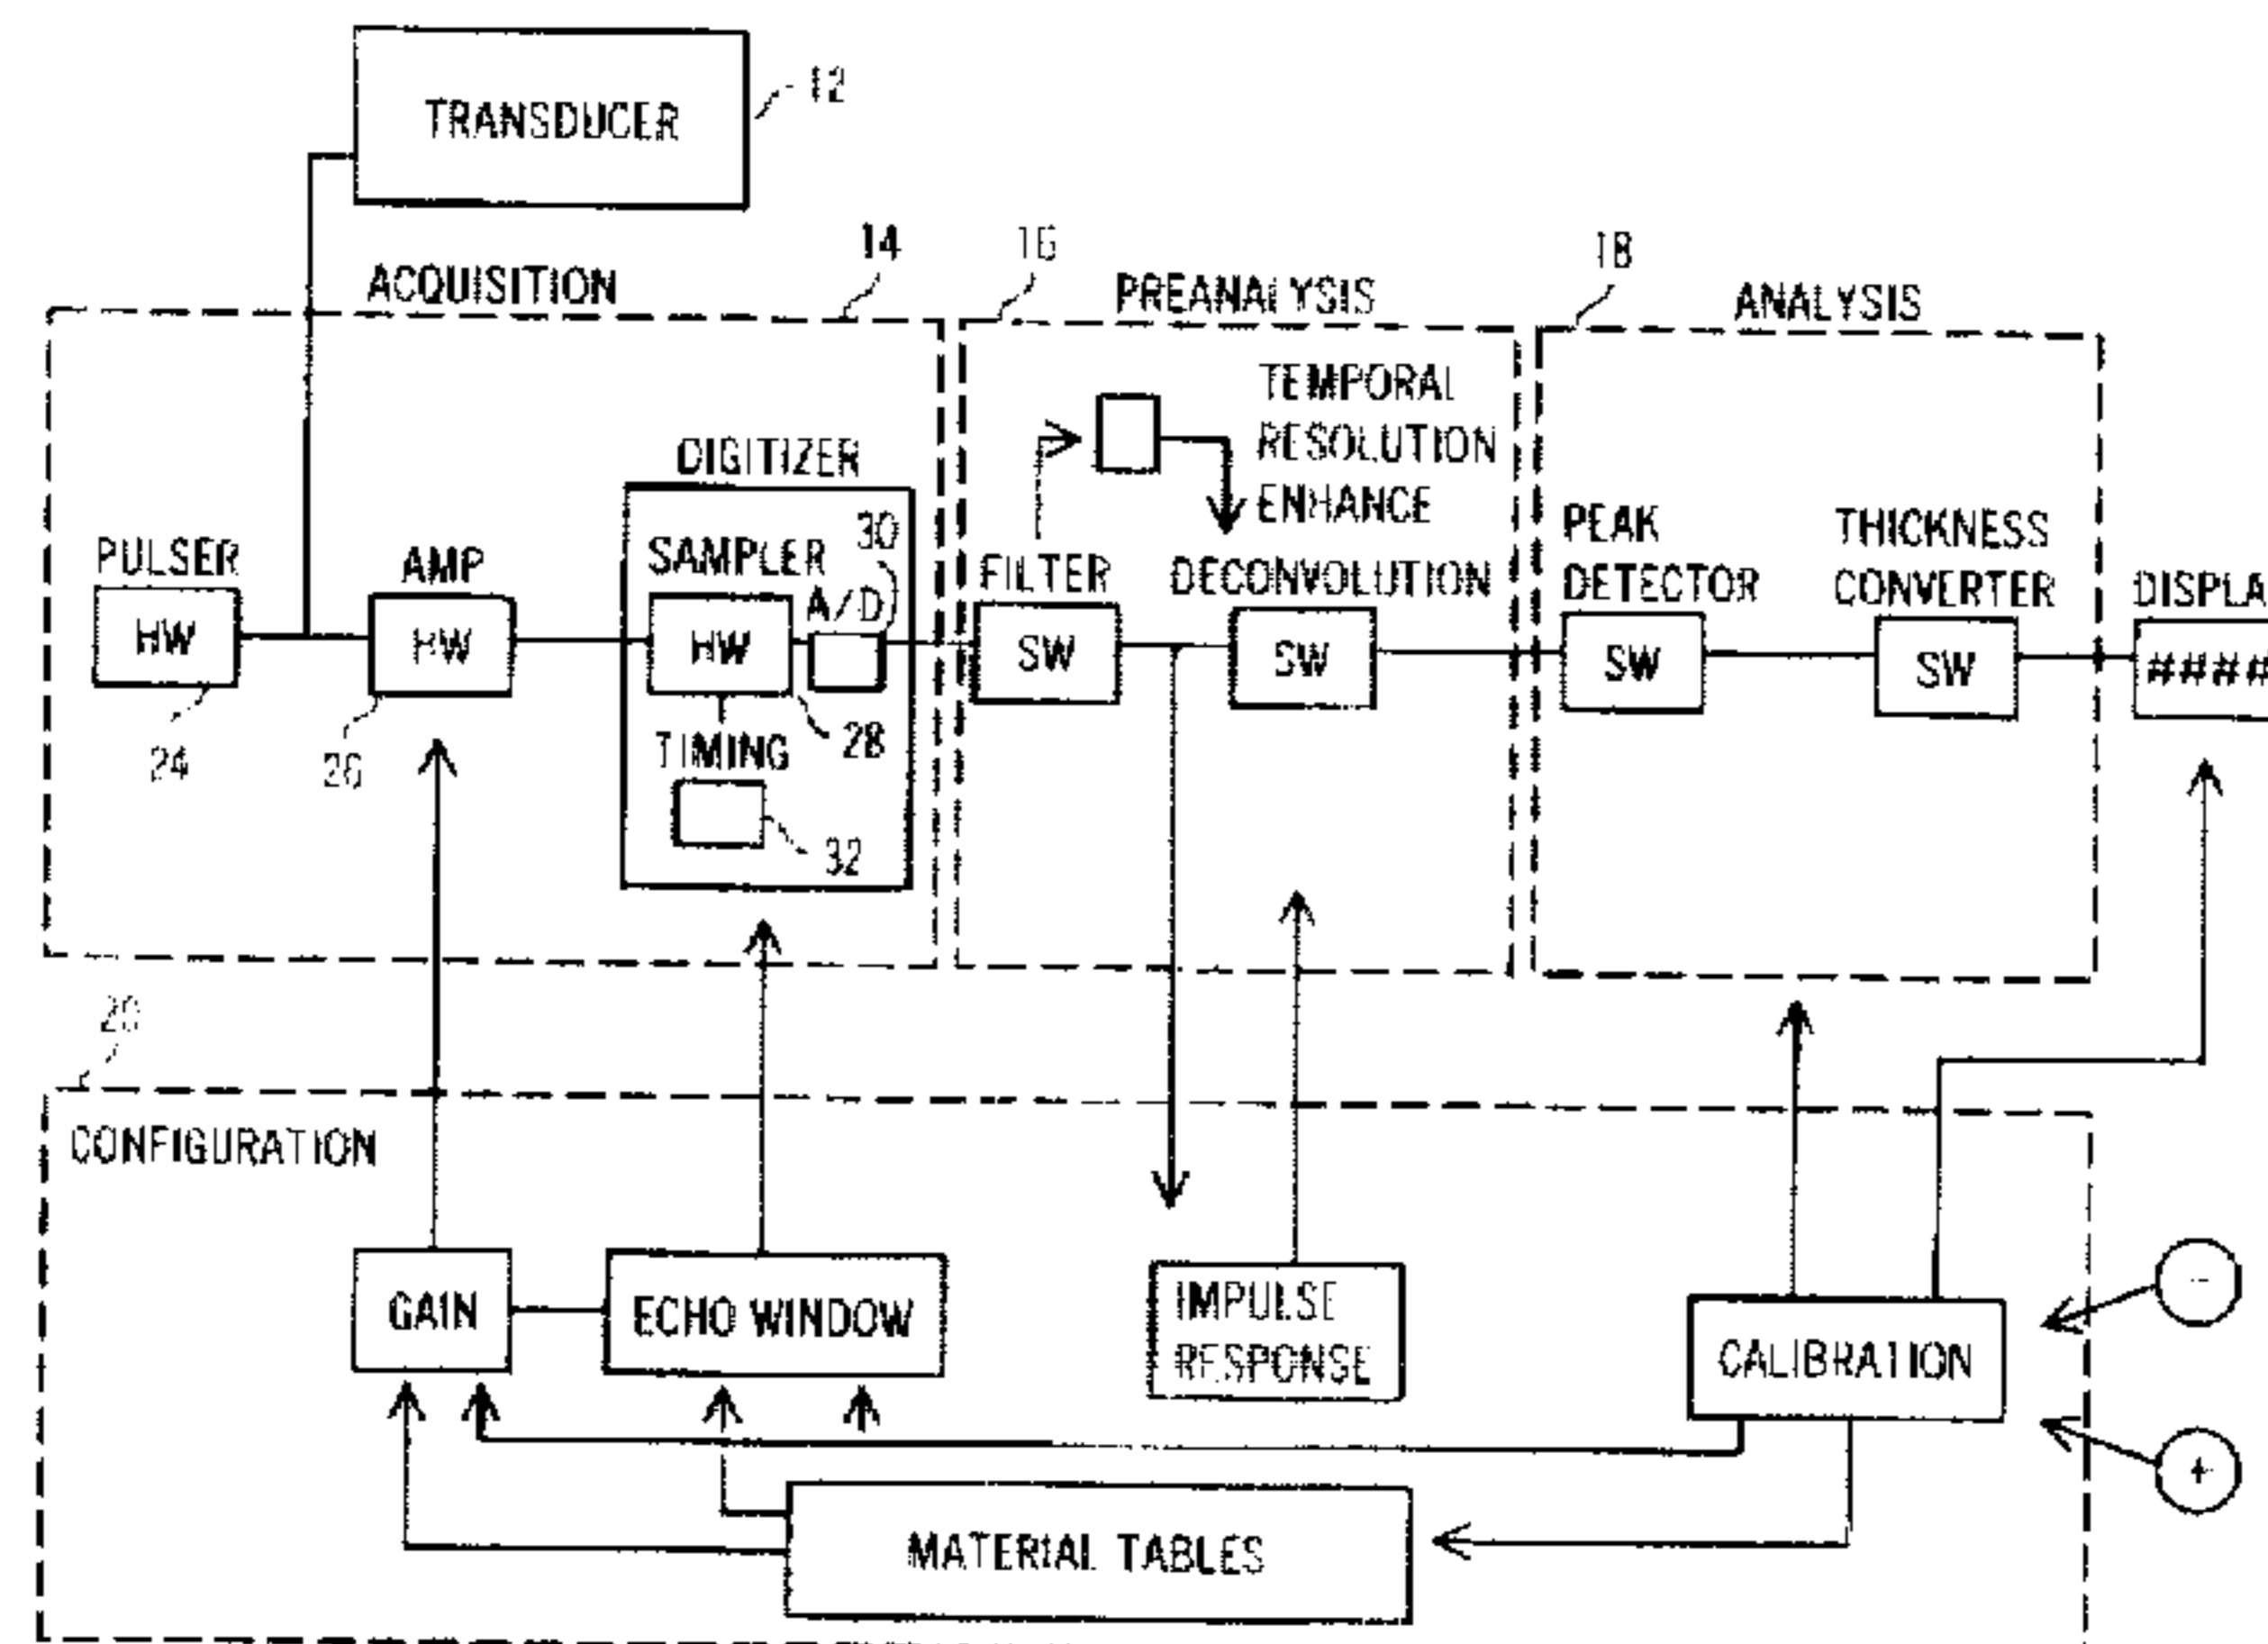 TRANSDUCER
12
14
16
18
ACQUISITION
PREANALYSIS
ANALYSIS
TEMPORAL
RESOLUTION
ENHANCE
DIGITIZER
30
PULSER
AMP
SAMPLER
A/D
FILTER
DECONVOLUTION
PEAK
DETECTOR
THICKNESS
CONVERTER
DISPLA
HW
HW
HW
SW
SW
SW
SW
####
24
26
TIMING
28
32
20
CONFIGURATION
GAIN
ECHO WINDOW
IMPULSE
RESPONSE
CALIBRATION
-
+
MATERIAL TABLES